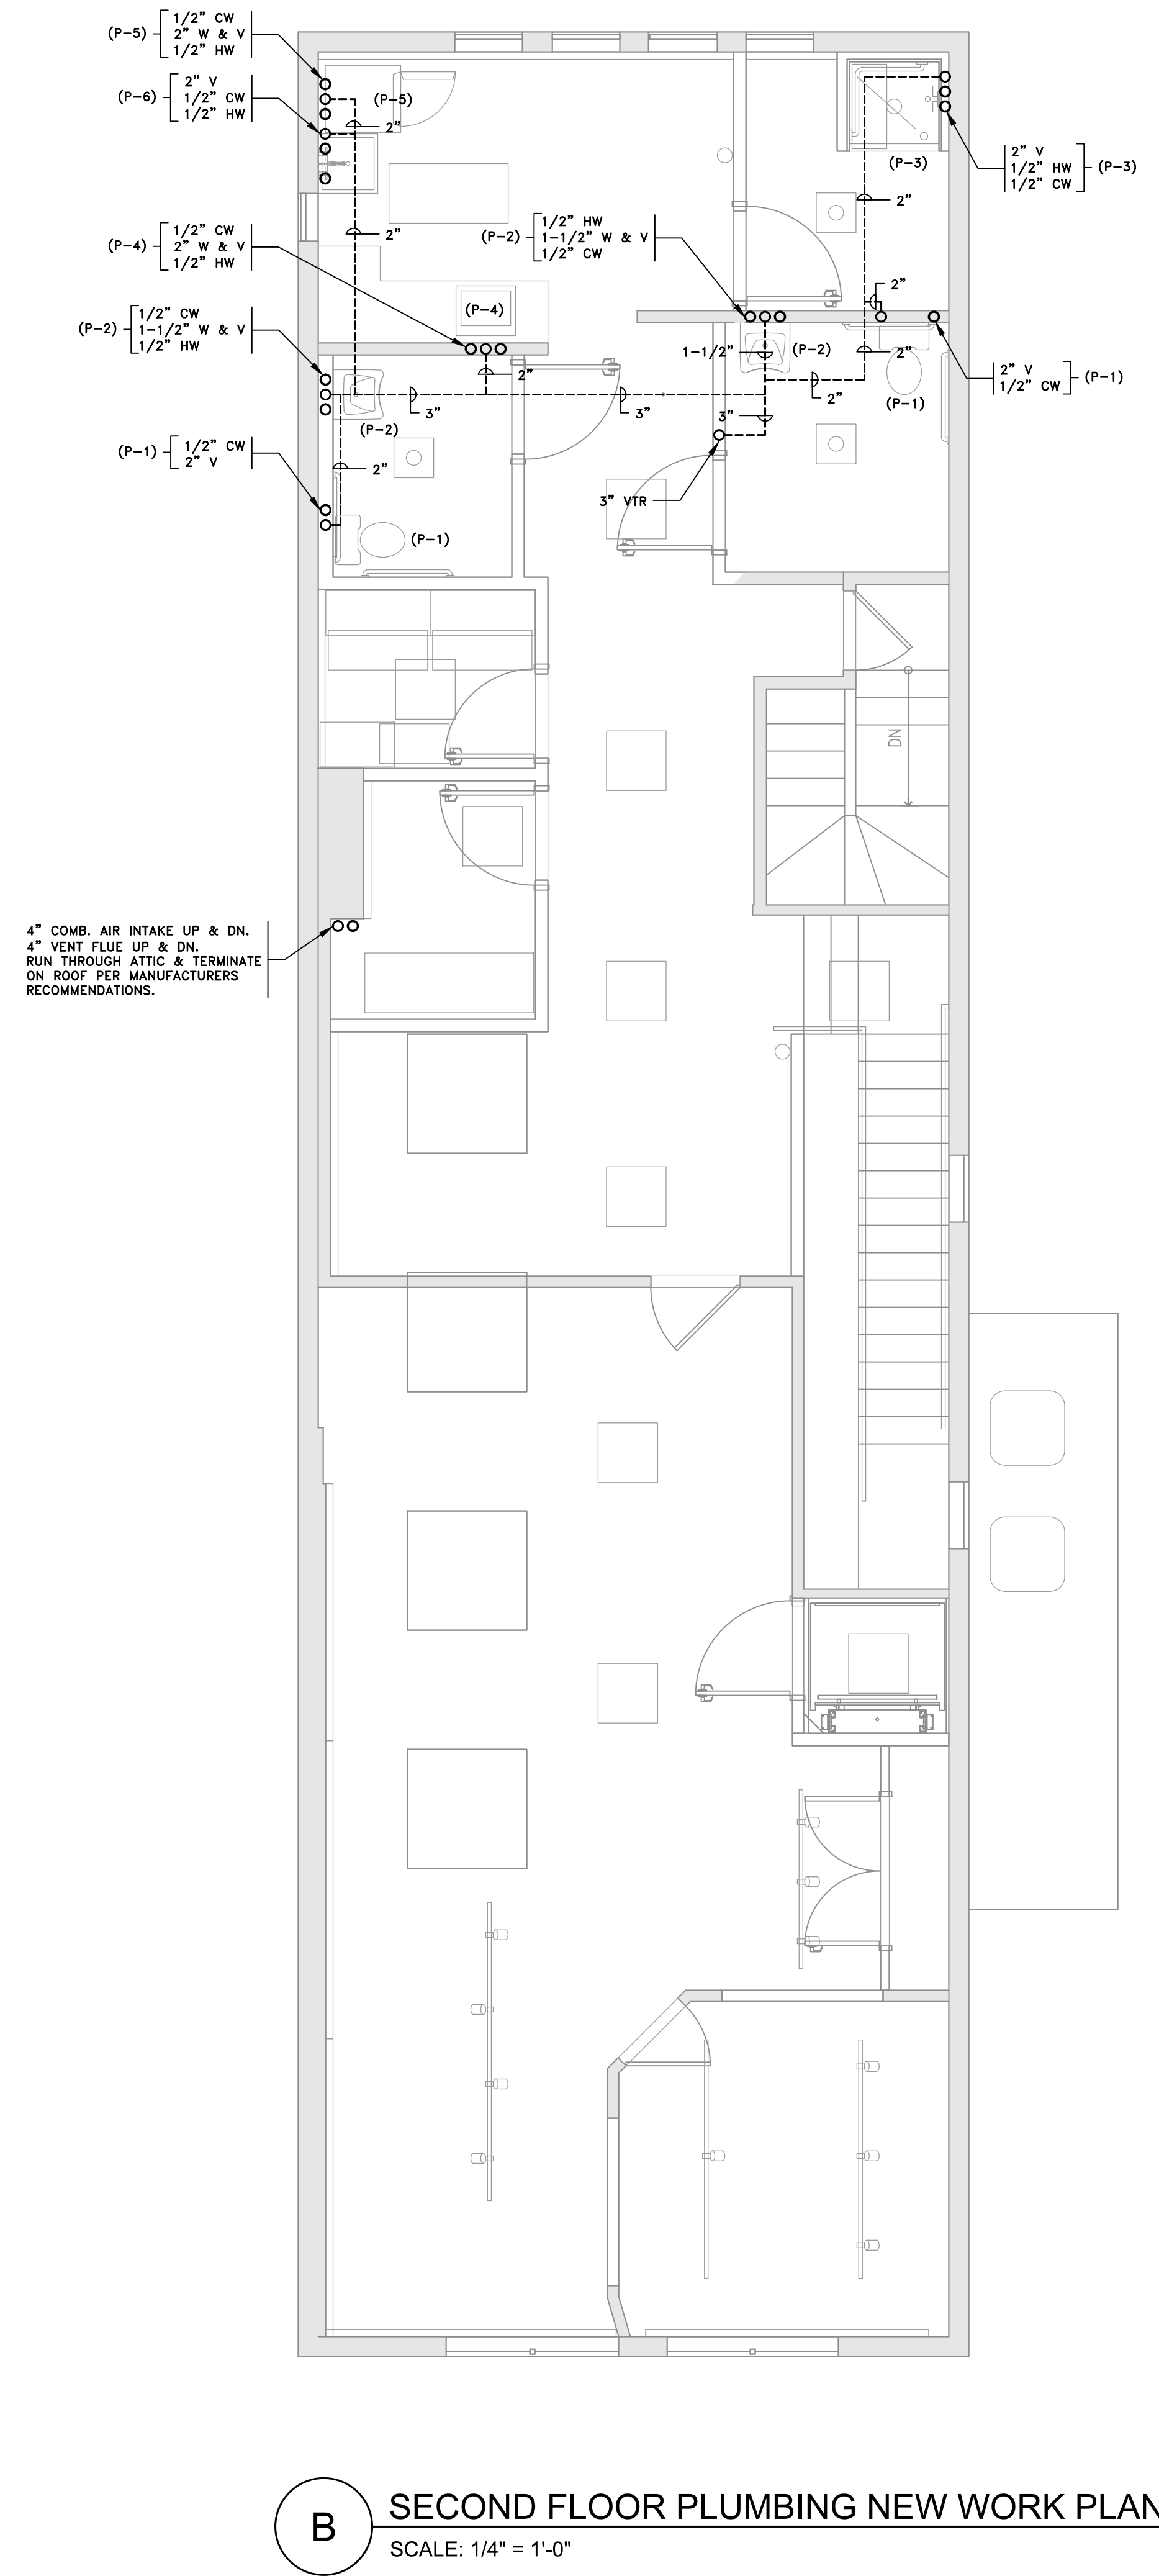 (P-5)
1/2” CW
2” W & V
1/2” HW
(P-6)
2” V
1/2” CW
1/2” HW
(P-5)
2”
(P-3)
2” V
1/2” HW
1/2” CW
(P-3)
2”
2”
(P-4)
1/2” CW
2” W & V
1/2” HW
(P-2)
1/2” HW
1-1/2” W & V
1/2” CW
2”
(P-4)
(P-2)
1/2” CW
1-1/2” W & V
1/2” HW
1-1/2”
(P-2)
2”
2” V
1/2” CW
(P-1)
2”
2”
(P-1)
3”
3”
3”
(P-2)
(P-1)
1/2” CW
2” V
2”
3” VTR
(P-1)
DN
4” COMB. AIR INTAKE UP & DN.
4” VENT FLUE UP & DN.
RUN THROUGH ATTIC & TERMINATE
ON ROOF PER MANUFACTURERS
RECOMMENDATIONS.
B
SECOND FLOOR PLUMBING NEW WORK PLAN
SCALE: 1/4" = 1'-0"